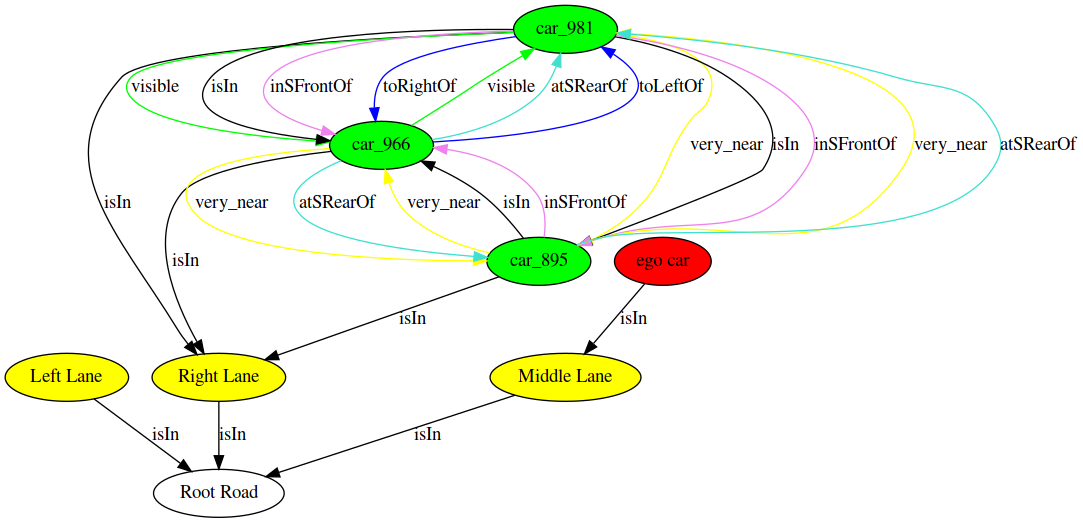 car_981
visible
isIn
inSFrontOf
toRightOf
visible
atSRearOf
toLeftOf
car_966
very_near
isIn
inSFrontOf
very_near
atSRearOf
isIn
very_near
atSRearOf
very_near
isIn
inSFrontOf
isIn
car_895
ego car
isIn
isIn
Left Lane
Right Lane
Middle Lane
isIn
isIn
isIn
Root Road